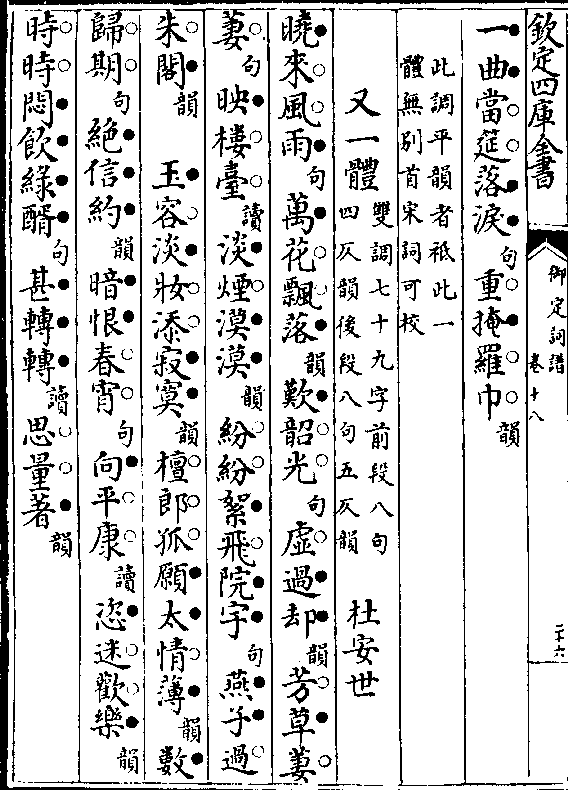 欽定四庫全書
御定詞譜
卷十八
二十六
一曲當筵落淚句重掩羅巾韻
此調平韻者祗此一
體無别首宋詞可校
又一體雙調七十九字前段八句
四仄韻後段八句五仄韻 杜安世
曉來風雨句萬花飄落韻歎韶光句虛過却韻芳草萋
萋句映樓臺讀淡煙漠漠韻紛紛絮飛院宇句燕子過
朱閣韻 玉容淡妝添寂寞韻檀郎孤願太情薄韻數
歸期句絶信約韻暗恨春宵句向平康讀恣迷歡樂韻
時時悶飲綠醑句甚轉轉讀思量著韻